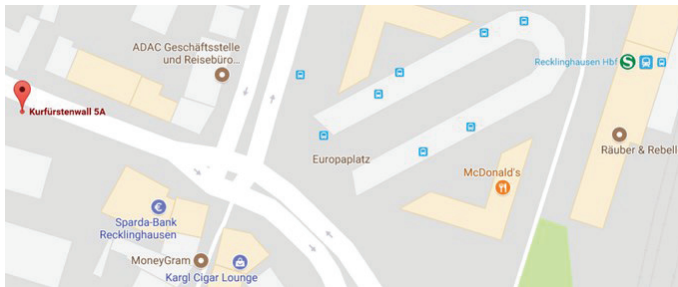 ADAC Geschäftsstelle
und Reisebüro...
Recklinghausen Hbf
S
Kurfürstenwall 5A
Europaplatz
Räuber & Rebell
McDonald's
€
Sparda-Bank
Recklinghausen
MoneyGram
Kargl Cigar Lounge